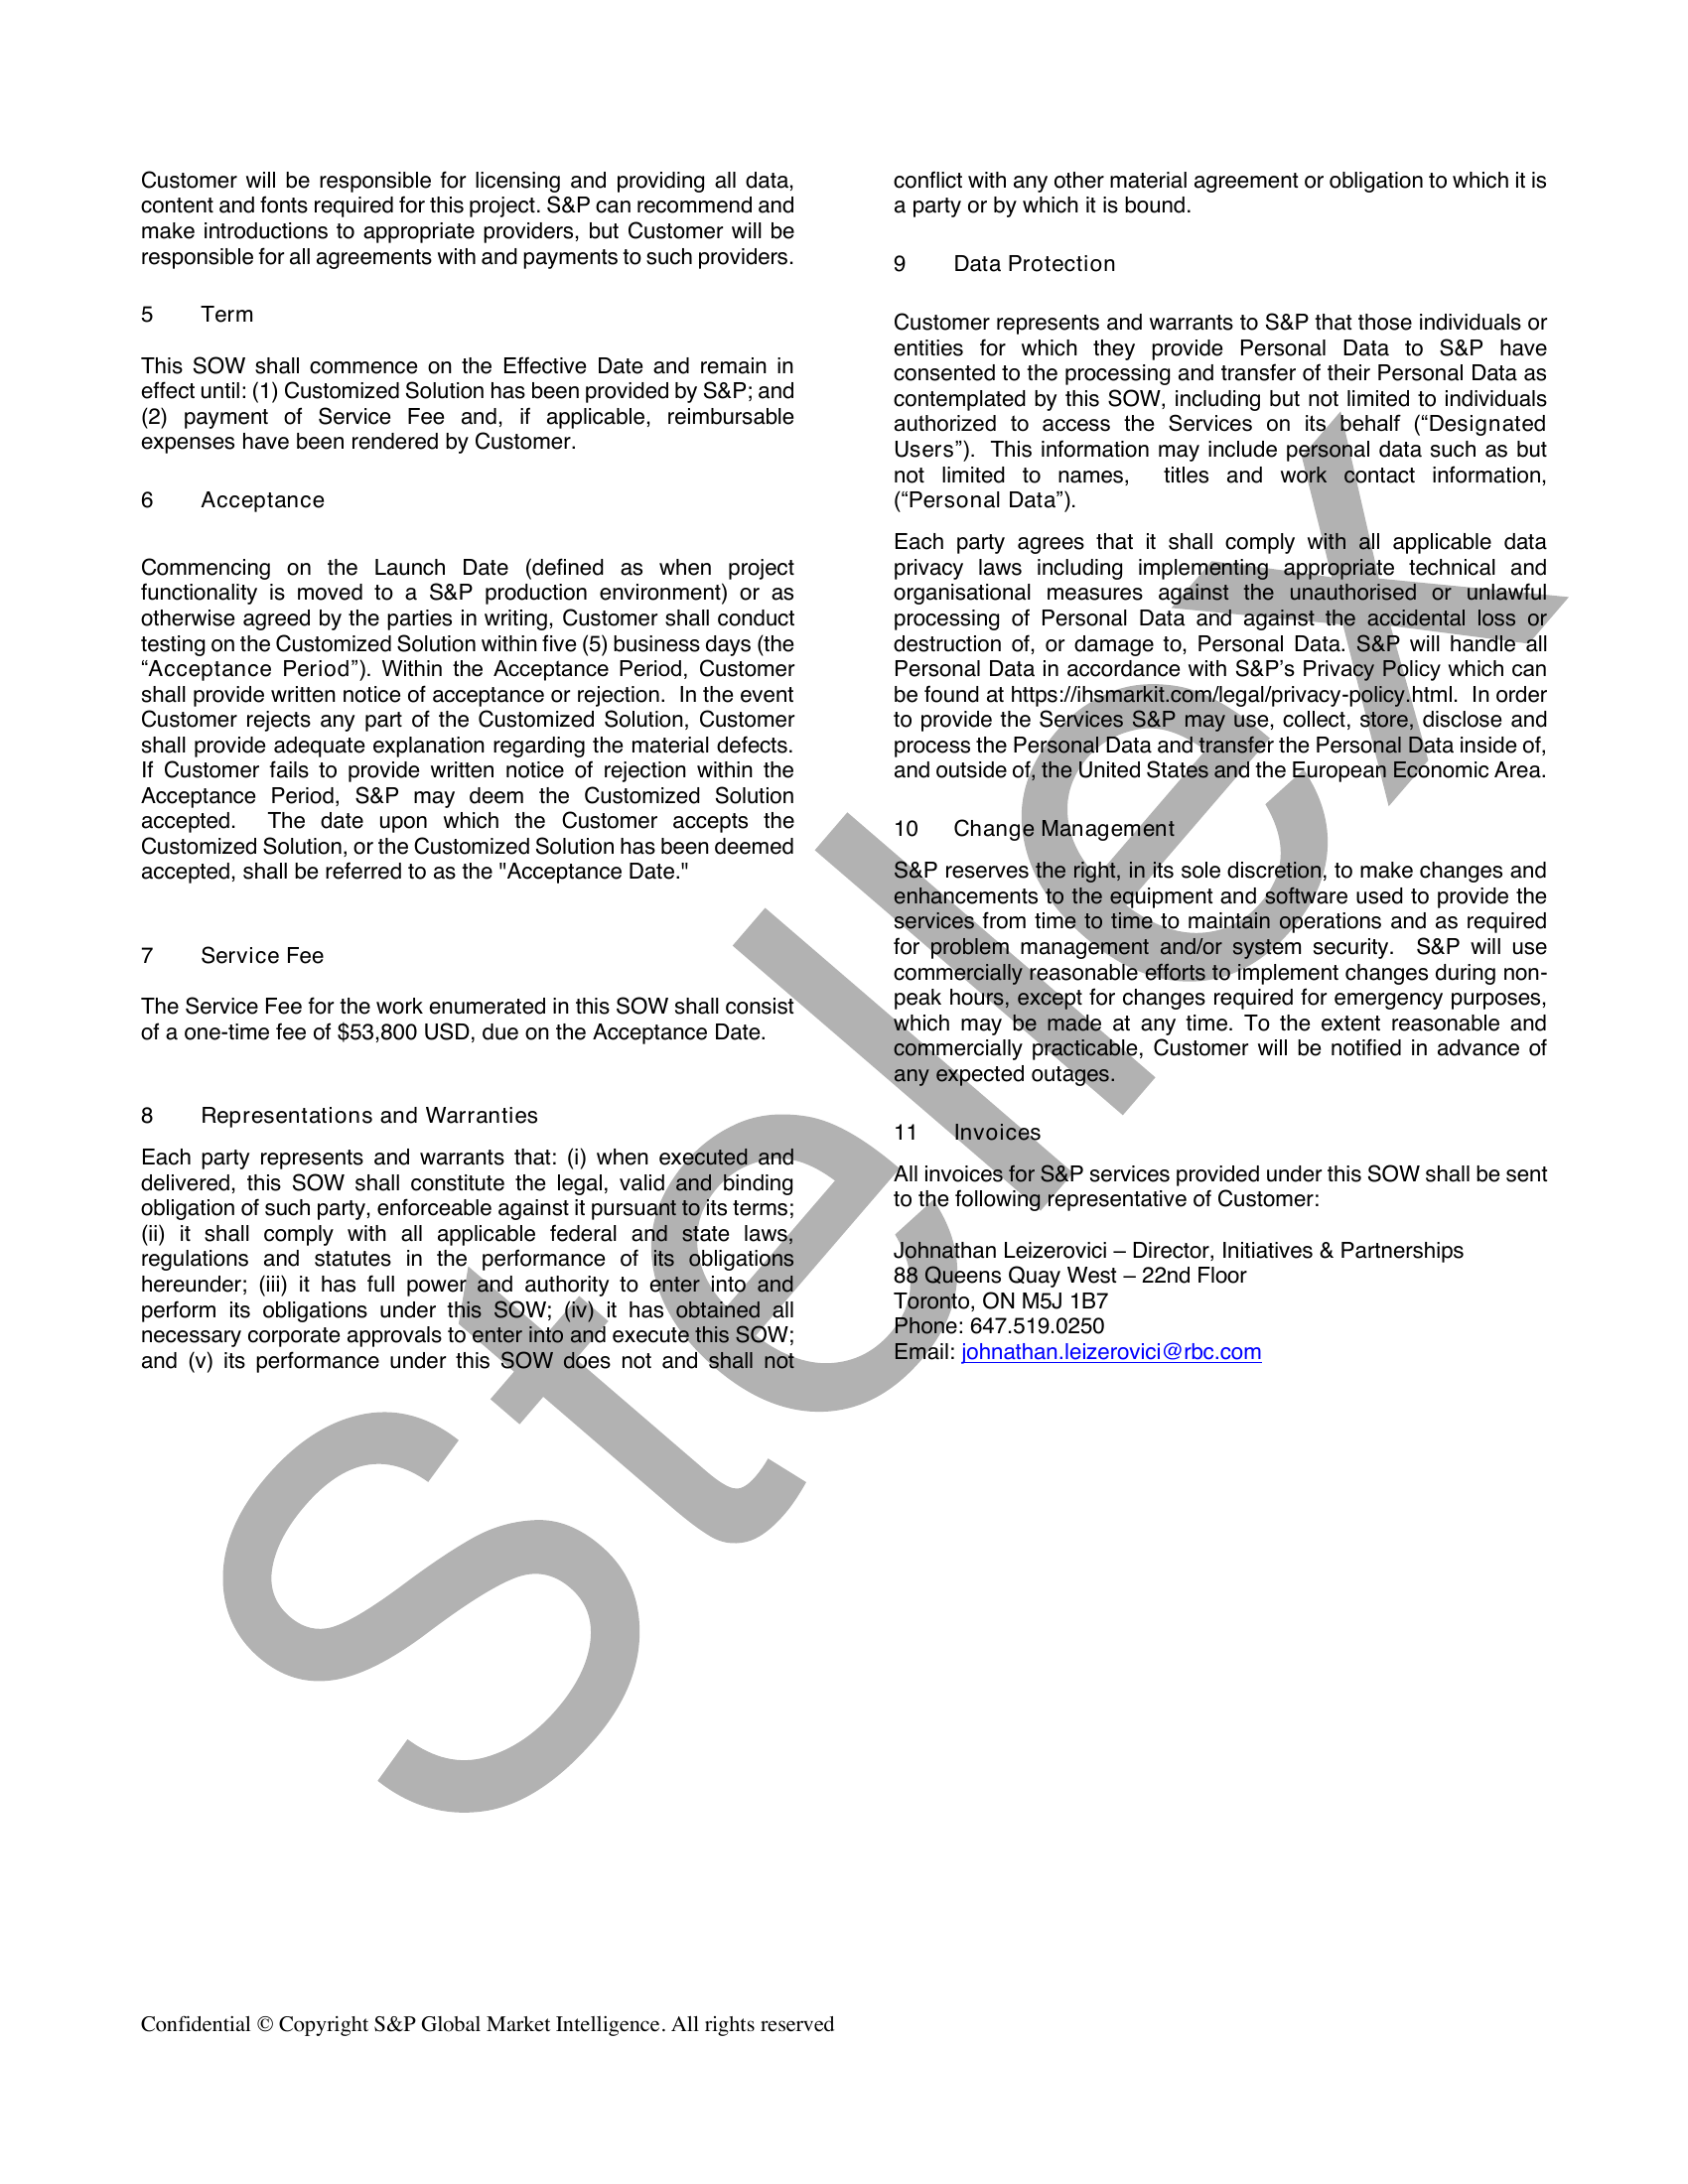 Customer will be responsible for licensing and providing all data,
content and fonts required for this project. S&P can recommend and
make introductions to appropriate providers, but Customer will be
responsible for all agreements with and payments to such providers.
5 Term
This SOW shall commence on the Effective Date and remain in
effect until: (1) Customized Solution has been provided by S&P; and
(2) payment of Service Fee and, if applicable, reimbursable
expenses have been rendered by Customer.
6 Acceptance
Commencing on the Launch Date (defined as when project
functionality is moved to a S&P production environment) or as
otherwise agreed by the parties in writing, Customer shall conduct
testing on the Customized Solution within five (5) business days (the
“Acceptance Period”). Within the Acceptance Period, Customer
shall provide written notice of acceptance or rejection. In the event
Customer rejects any part of the Customized Solution, Customer
shall provide adequate explanation regarding the material defects.
If Customer fails to provide written notice of rejection within the
Acceptance Period, S&P may deem the Customized Solution
accepted. The date upon which the Customer accepts the
Customized Solution, or the Customized Solution has been deemed
accepted, shall be referred to as the "Acceptance Date."
7 Service Fee
The Service Fee for the work enumerated in this SOW shall consist
of a one-time fee of $53,800 USD, due on the Acceptance Date.
8 Representations and Warranties
Each party represents and warrants that: (i) when executed and
delivered, this SOW shall constitute the legal, valid and binding
obligation of such party, enforceable against it pursuant to its terms;
(ii) it shall comply with all applicable federal and state laws,
regulations and statutes in the performance of its obligations
hereunder; (iii) it has full power and authority to enter into and
perform its obligations under this SOW; (iv) it has obtained all
necessary corporate approvals to enter into and execute this SOW;
and (v) its performance under this SOW does not and shall not
conflict with any other material agreement or obligation to which it is
a party or by which it is bound.
9 Data Protection
Customer represents and warrants to S&P that those individuals or
entities for which they provide Personal Data to S&P have
consented to the processing and transfer of their Personal Data as
contemplated by this SOW, including but not limited to individuals
authorized to access the Services on its behalf (“Designated
Users”). This information may include personal data such as but
not limited to names, titles and work contact information,
(“Personal Data”).
Each party agrees that it shall comply with all applicable data
privacy laws including implementing appropriate technical and
organisational measures against the unauthorised or unlawful
processing of Personal Data and against the accidental loss or
destruction of, or damage to, Personal Data. S&P will handle all
Personal Data in accordance with S&P’s Privacy Policy which can
be found at https://ihsmarkit.com/legal/privacy-policy.html. In order
to provide the Services S&P may use, collect, store, disclose and
process the Personal Data and transfer the Personal Data inside of,
and outside of, the United States and the European Economic Area.
10 Change Management
S&P reserves the right, in its sole discretion, to make changes and
enhancements to the equipment and software used to provide the
services from time to time to maintain operations and as required
for problem management and/or system security. S&P will use
commercially reasonable efforts to implement changes during non-
peak hours, except for changes required for emergency purposes,
which may be made at any time. To the extent reasonable and
commercially practicable, Customer will be notified in advance of
any expected outages.
11 Invoices
All invoices for S&P services provided under this SOW shall be sent
to the following representative of Customer:
Johnathan Leizerovici – Director, Initiatives & Partnerships
88 Queens Quay West – 22nd Floor
Toronto, ON M5J 1B7
Phone: 647.519.0250
Email: johnathan.leizerovici@rbc.com
Stellex
Confidential © Copyright S&P Global Market Intelligence. All rights reserved